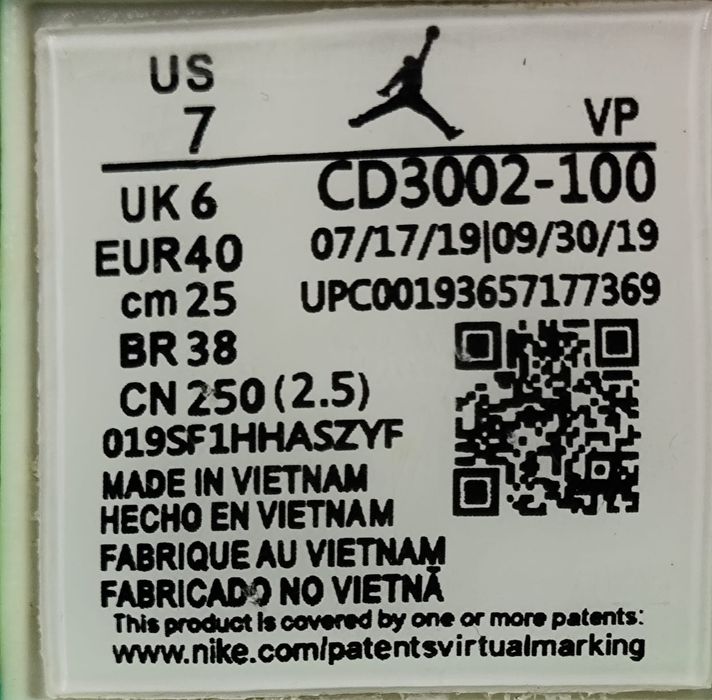 US
7
VP
UK 6
CD3002-100
EUR40
07/17/19|09/30/19
cm 25
UPC00193657177369
BR 38
CN 250 (2.5)
019SF1HHASZYF
MADE IN VIETNAM
HECHO EN VIETNAM
FABRIQUE AU VIETNAM
FABRICADO NO VIETNÃ
This product is covered by one or more patents:
www.nike.com/patentsvirtualmarking